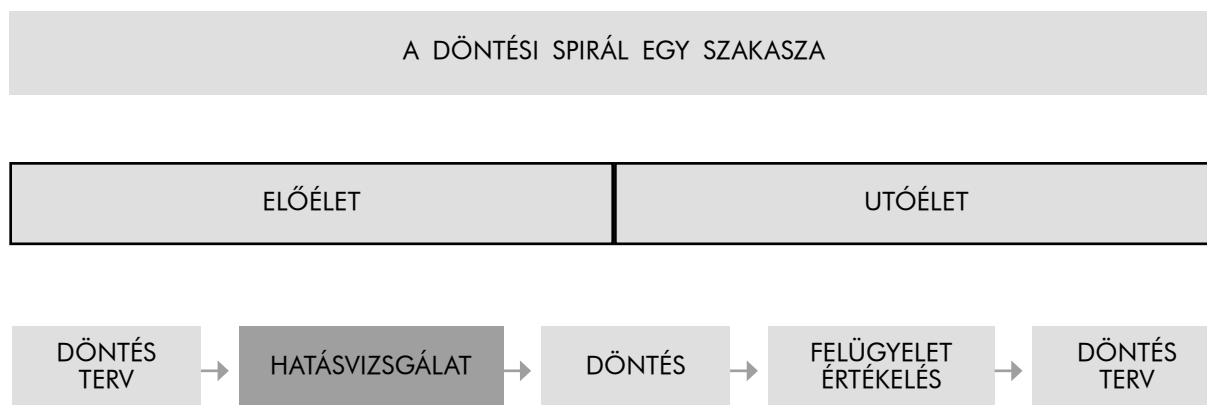 A DÖNTÉSI SPIRÁL EGY SZAKASZA
ELŐÉLET
UTÓÉLET
DÖNTÉS
TERV
HATÁSVIZSGÁLAT
DÖNTÉS
FELÜGYELET
ÉRTÉKELÉS
DÖNTÉS
TERV